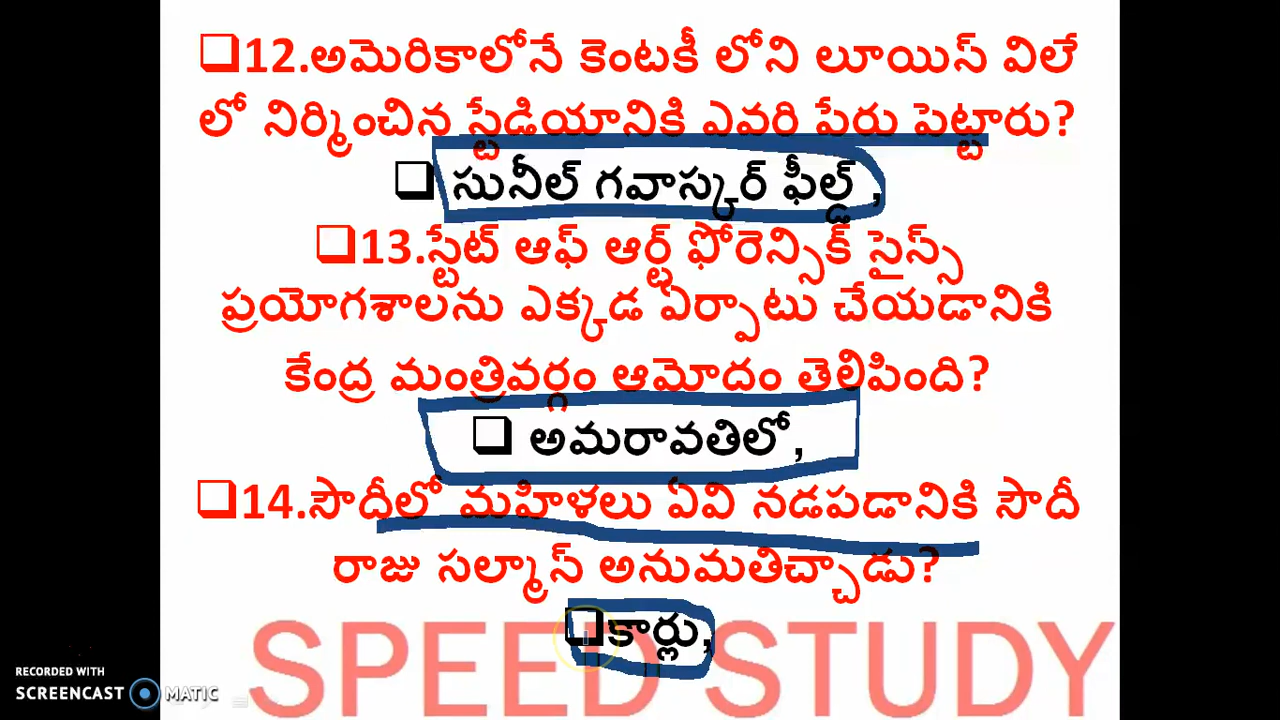 ❑12.అమెరికాలోనే కెంటకీ లోని లూయిస్ విలే
లో నిర్మించిన స్టేడియానికి ఎవరి పేరు పెట్టారు?
❑ సునీల్ గవాస్కర్ ఫీల్డ్ ,
❑13.స్టేట్ ఆఫ్ ఆర్ట్ ఫోరెన్సిక్ సైన్స్
ప్రయోగశాలను ఎక్కడ ఏర్పాటు చేయడానికి
కేంద్ర మంత్రివర్గం ఆమోదం తెలిపింది?
❑ అమరావతిలో,
❑14.సౌదీలో మహిళలు ఏవి నడపడానికి సౌదీ
రాజు సల్మాస్ అనుమతిచ్చాడు?
❑కార్లు,
SPEED STUDY
RECORDED WITH
SCREENCAST MATIC